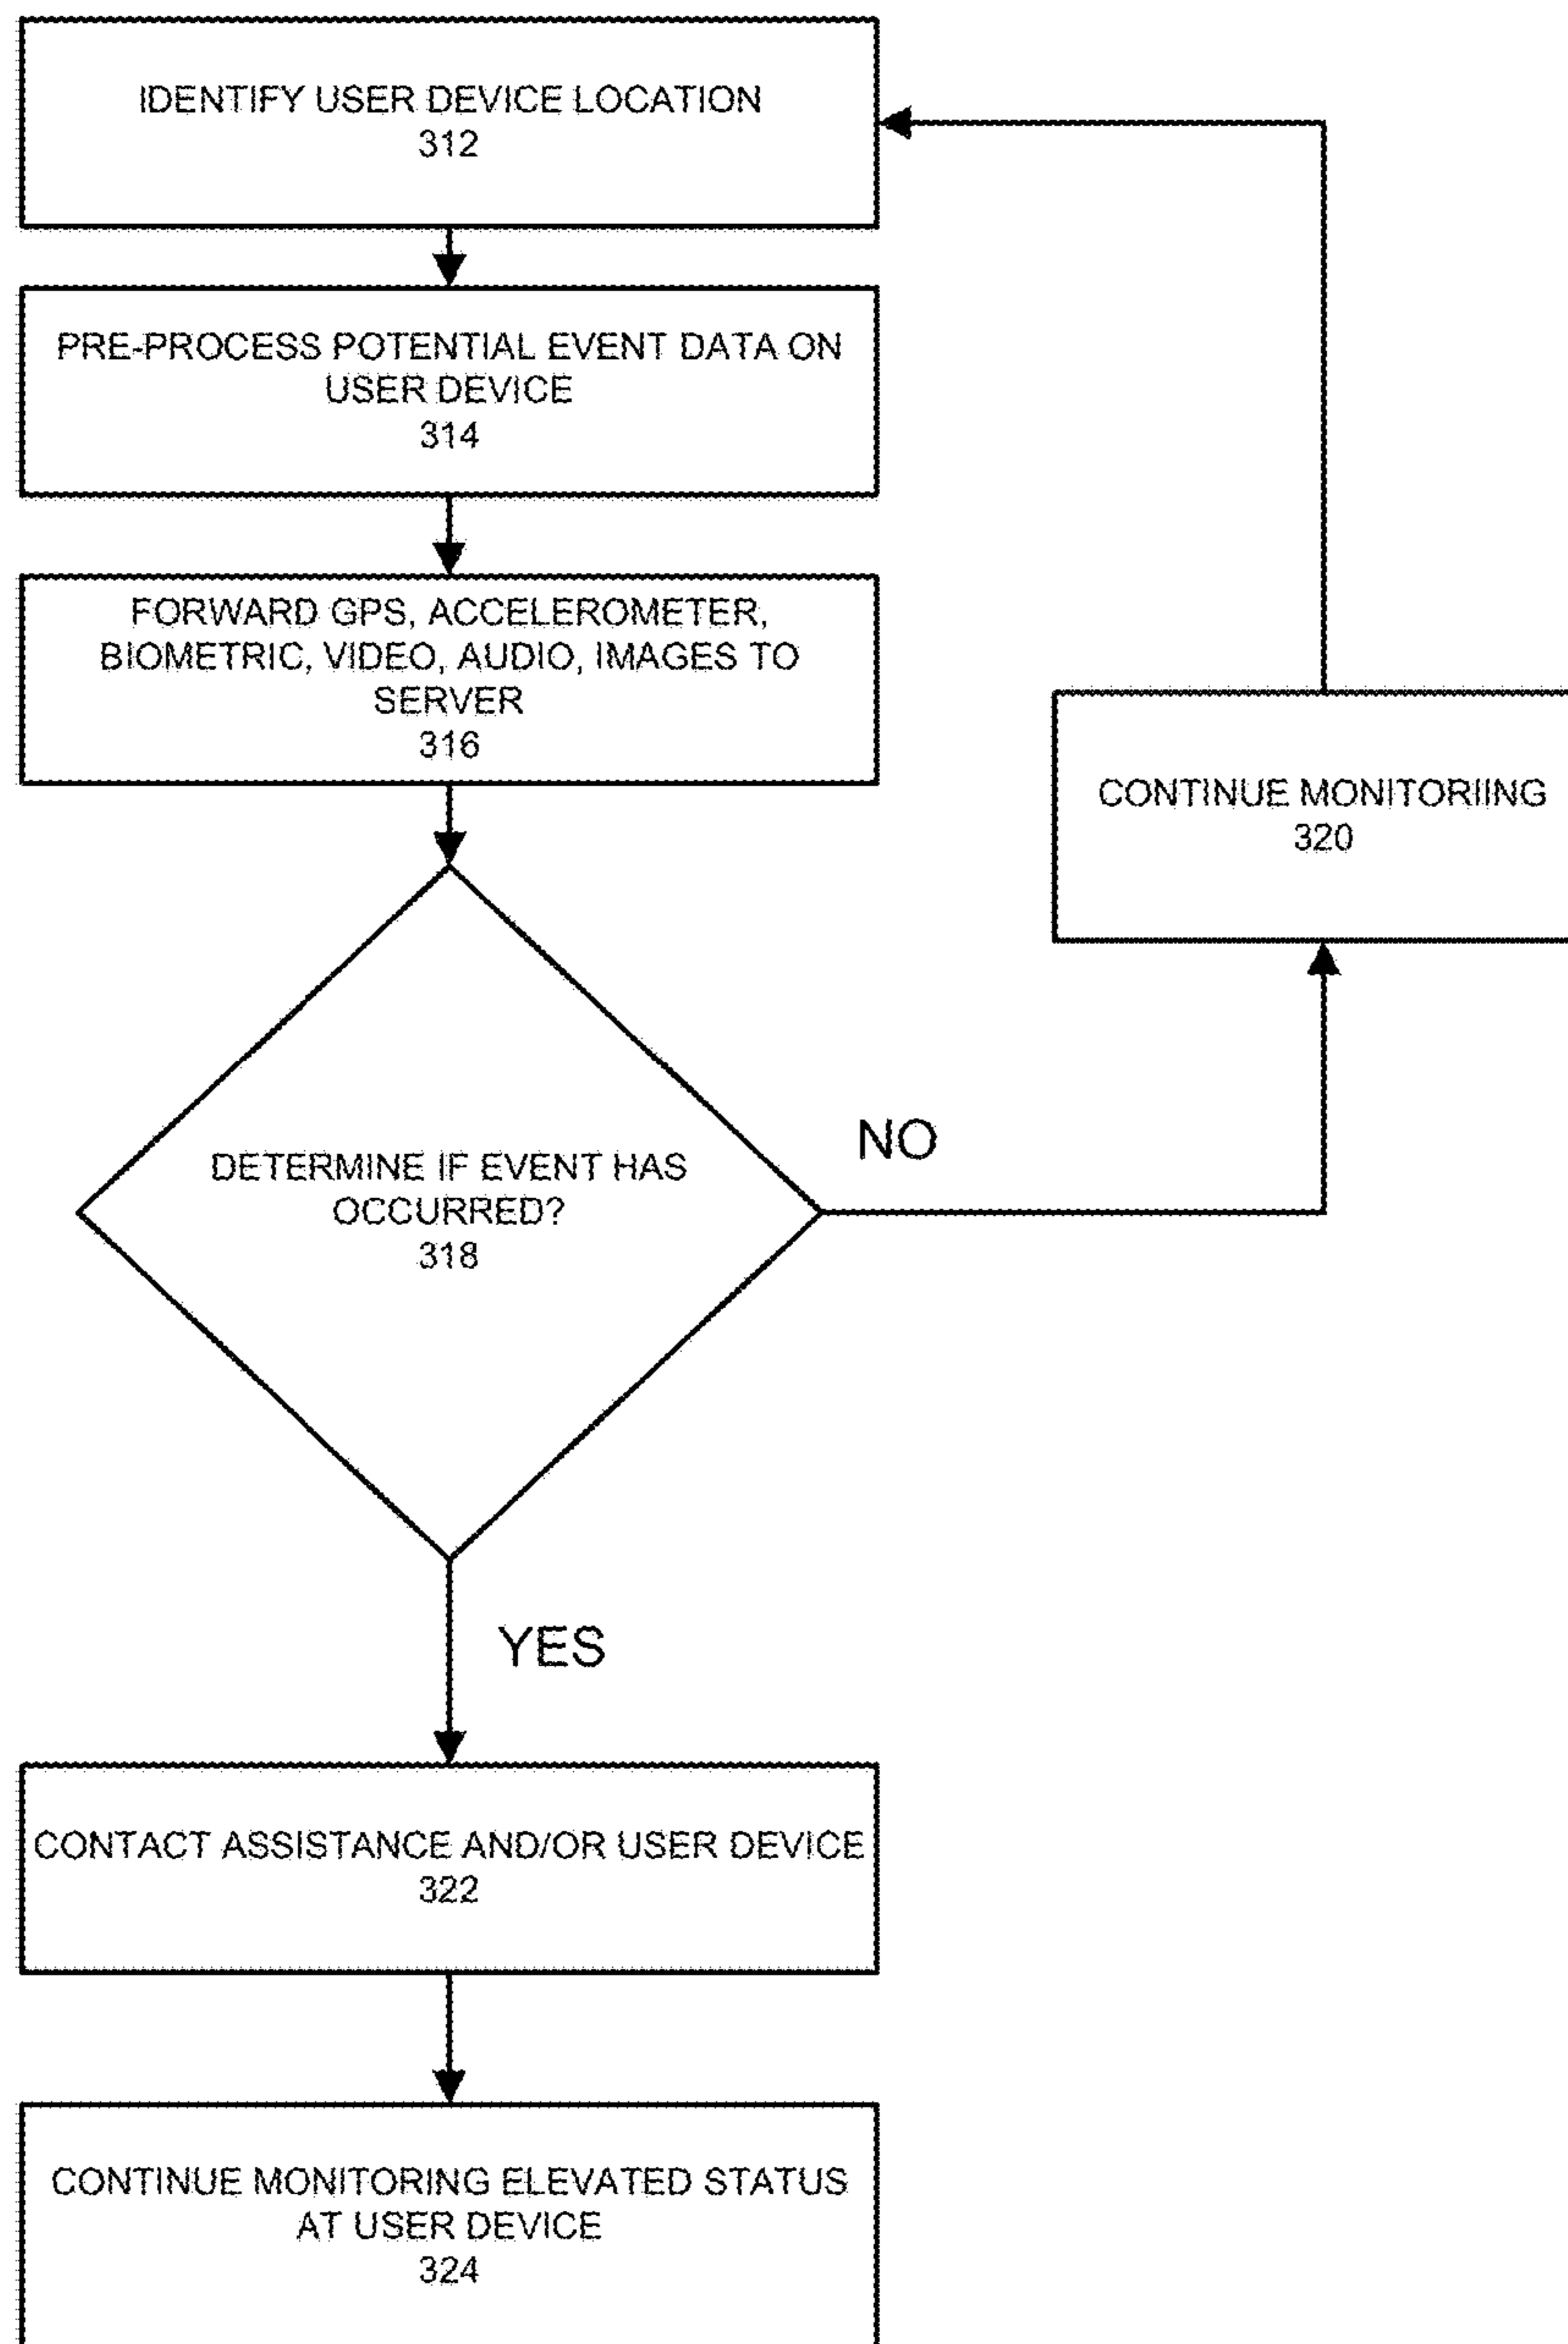 IDENTIFY USER DEVICE LOCATION
312
PRE-PROCESS POTENTIAL EVENT DATA ON
USER DEVICE
314
FORWARD GPS, ACCELEROMETER,
BIOMETRIC, VIDEO, AUDIO, IMAGES TO
SERVER
316
CONTINUE MONITORIING
320
NO
DETERMINE IF EVENT HAS
OCCURRED?
318
YES
CONTACT ASSISTANCE AND/OR USER DEVICE
322
CONTINUE MONITORING ELEVATED STATUS
AT USER DEVICE
324